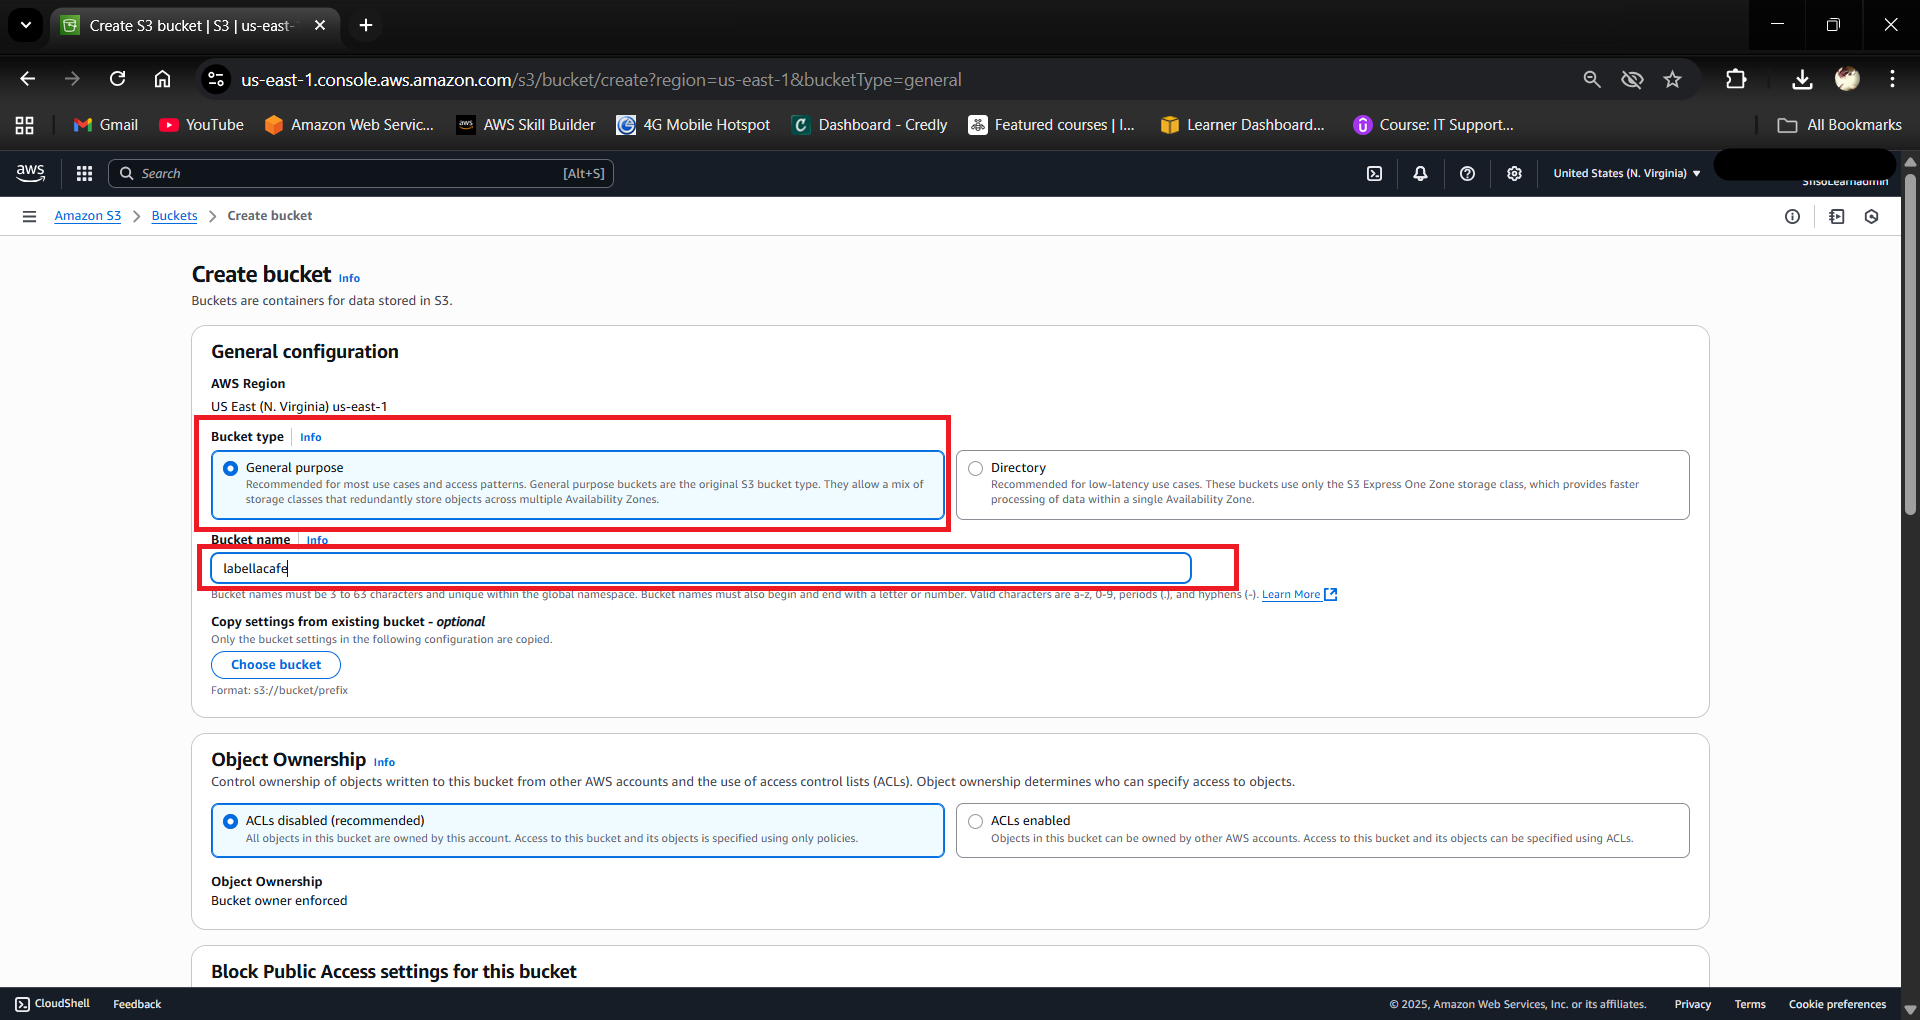 Create S3 bucket | S3 | us-east-
us-east-1.console.aws.amazon.com/s3/bucket/create?region=us-east-1&bucketType=general
Gmail YouTube Amazon Web Servic... AWS Skill Builder 4G Mobile Hotspot Dashboard - Credly Featured courses | I... Learner Dashboard... Course: IT Support... All Bookmarks
aws Search [Alt+S] United States (N. Virginia)
Amazon S3 Buckets Create bucket
Create bucket Info
Buckets are containers for data stored in S3.
General configuration
AWS Region
US East (N. Virginia) us-east-1
Bucket type Info
General purpose
Recommended for most use cases and access patterns. General purpose buckets are the original S3 bucket type. They allow a mix of
storage classes that redundantly store objects across multiple Availability Zones.
Directory
Recommended for low-latency use cases. These buckets use only the S3 Express One Zone storage class, which provides faster
processing of data within a single Availability Zone.
Bucket name Info
labellacafe
Bucket names must be 3 to 63 characters and unique within the global namespace. Bucket names must also begin and end with a letter or number. Valid characters are a-z, 0-9, periods (.), and hyphens (-). Learn More
Copy settings from existing bucket - optional
Only the bucket settings in the following configuration are copied.
Choose bucket
Format: s3://bucket/prefix
Object Ownership Info
Control ownership of objects written to this bucket from other AWS accounts and the use of access control lists (ACLs). Object ownership determines who can specify access to objects.
ACLs disabled (recommended)
All objects in this bucket are owned by this account. Access to this bucket and its objects is specified using only policies.
ACLs enabled
Objects in this bucket can be owned by other AWS accounts. Access to this bucket and its objects can be specified using ACLs.
Object Ownership
Bucket owner enforced
Block Public Access settings for this bucket
CloudShell Feedback © 2025, Amazon Web Services, Inc. or its affiliates. Privacy Terms Cookie preferences